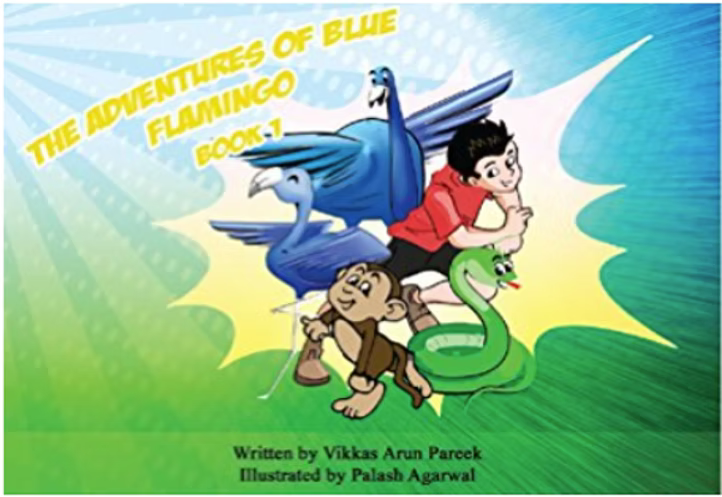 THE ADVENTURES OF BLUE
FLAMINGO
BOOK 1
Written by Vikkas Arun Pareek
Illustrated by Palash Agarwal